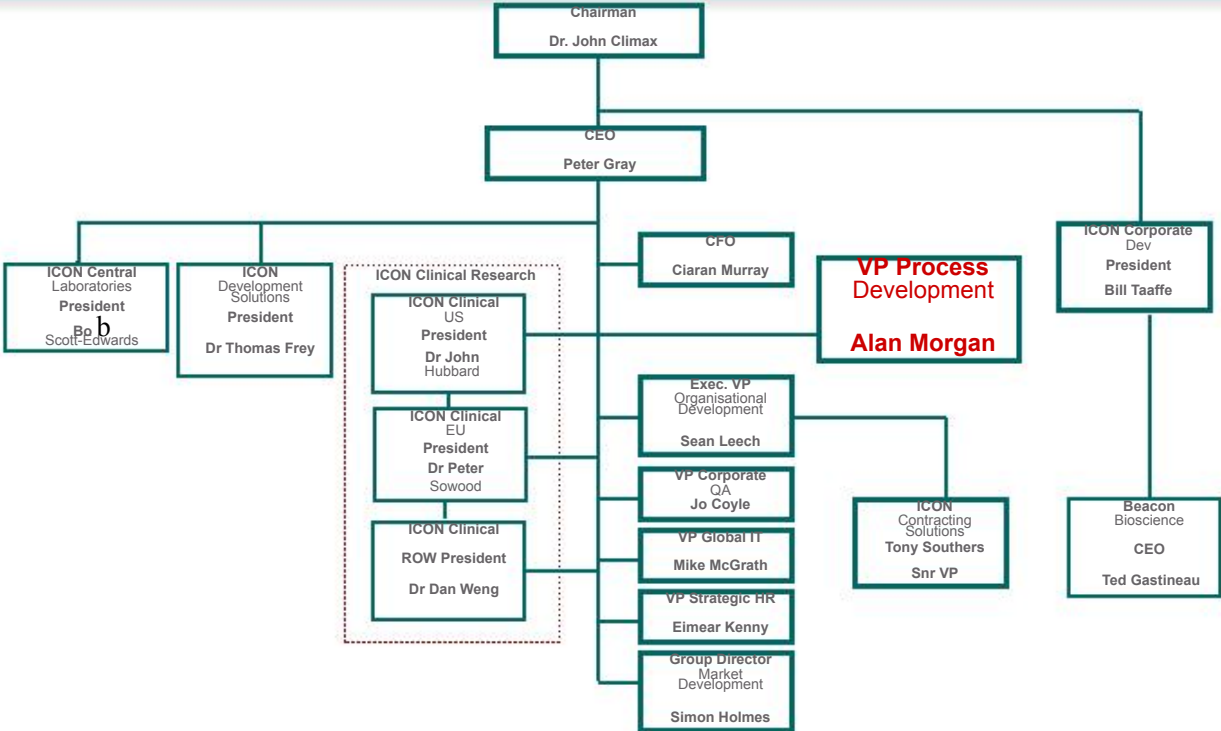 Chairman
Dr. John Climax
CEO
Peter Gray
ICON Central
Laboratories
President
Bo b
Scott-Edwards
ICON
Development
Solutions
President
Dr Thomas Frey
ICON Clinical Research
ICON Clinical
US
President
Dr John
Hubbard
ICON Clinical
EU
President
Dr Peter
Sowood
ICON Clinical
ROW President
Dr Dan Weng
CFO
Ciaran Murray
VP Process
Development
Alan Morgan
Exec. VP
Organisational
Development
Sean Leech
VP Corporate
QA
Jo Coyle
VP Global IT
Mike McGrath
VP Strategic HR
Eimear Kenny
Group Director
Market
Development
Simon Holmes
ICON
Contracting
Solutions
Tony Southers
Snr VP
ICON Corporate
Dev
President
Bill Taaffe
Beacon
Bioscience
CEO
Ted Gastineau